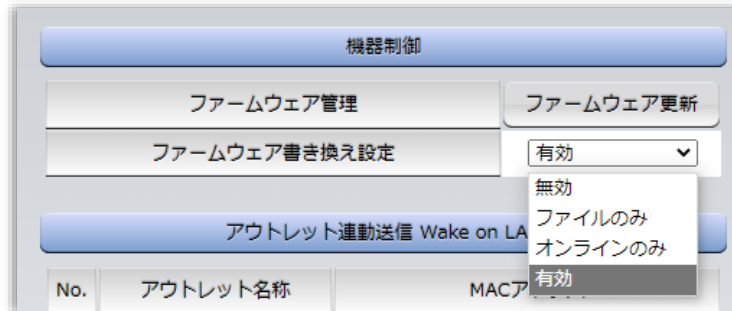 機器制御
ファームウェア管理 ファームウェア更新
ファームウェア書き換え設定 有効
無効
ファイルのみ
オンラインのみ
有効
アウトレット連動送信 Wake on LA
No. アウトレット名称 MACア